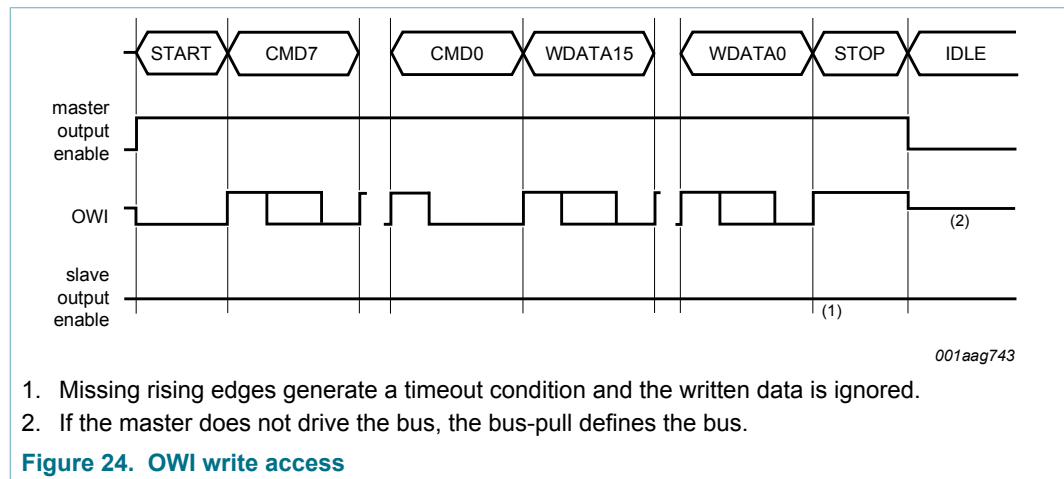 START CMD7 CMD0 WDATA15 WDATA0 STOP IDLE
master
output
enable
OWI
(2)
slave
output
enable
(1)
001aag743
1. Missing rising edges generate a timeout condition and the written data is ignored.
2. If the master does not drive the bus, the bus-pull defines the bus.
Figure 24. OWI write access